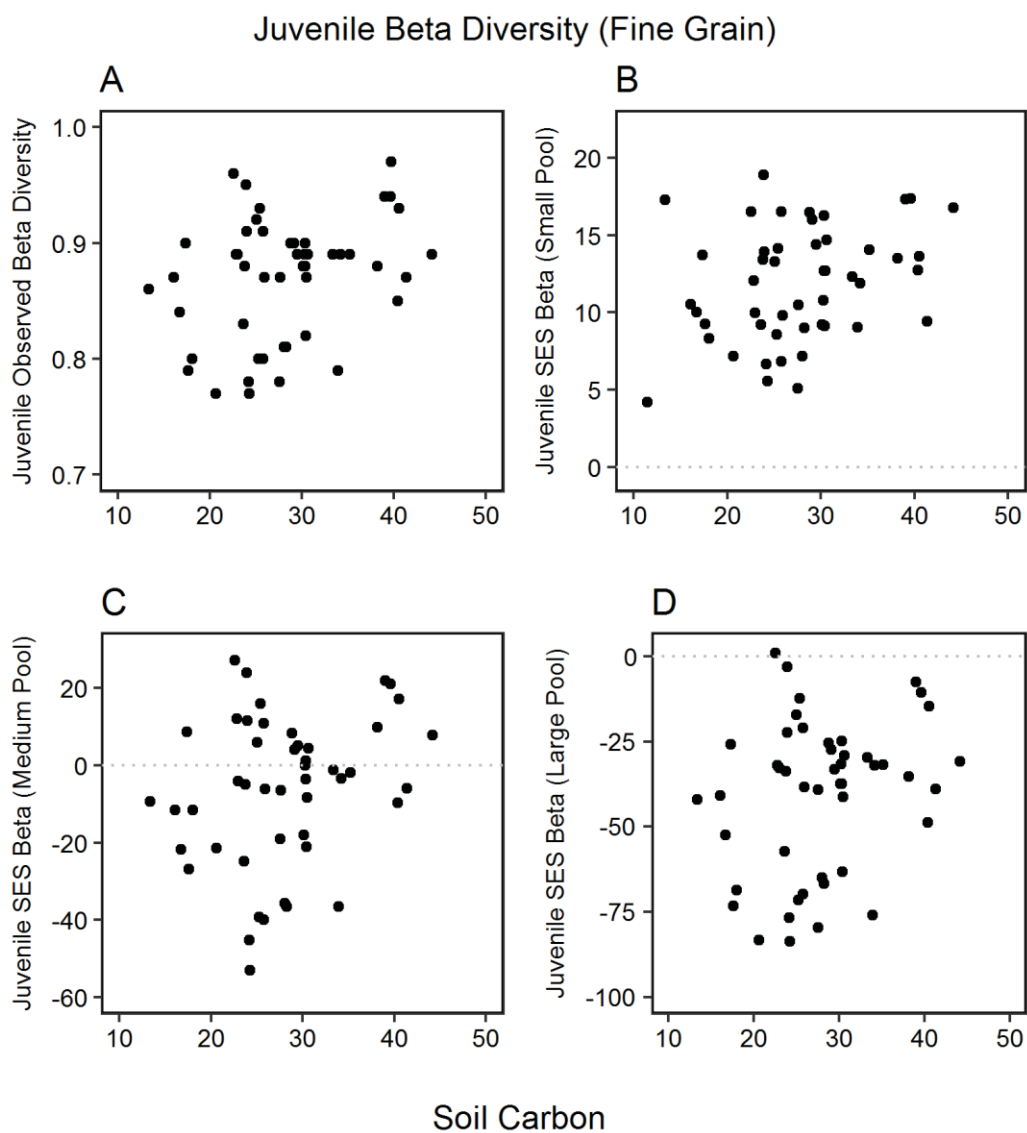 Juvenile Beta Diversity (Fine Grain)
A
Juvenile Observed Beta Diversity
1.0
0.9
0.8
0.7
10 20 30 40 50
B
Juvenile SES Beta (Small Pool)
20
15
10
5
0
10 20 30 40 50
C
Juvenile SES Beta (Medium Pool)
20
0
-20
-40
-60
10 20 30 40 50
D
Juvenile SES Beta (Large Pool)
0
-25
-50
-75
-100
10 20 30 40 50
Soil Carbon